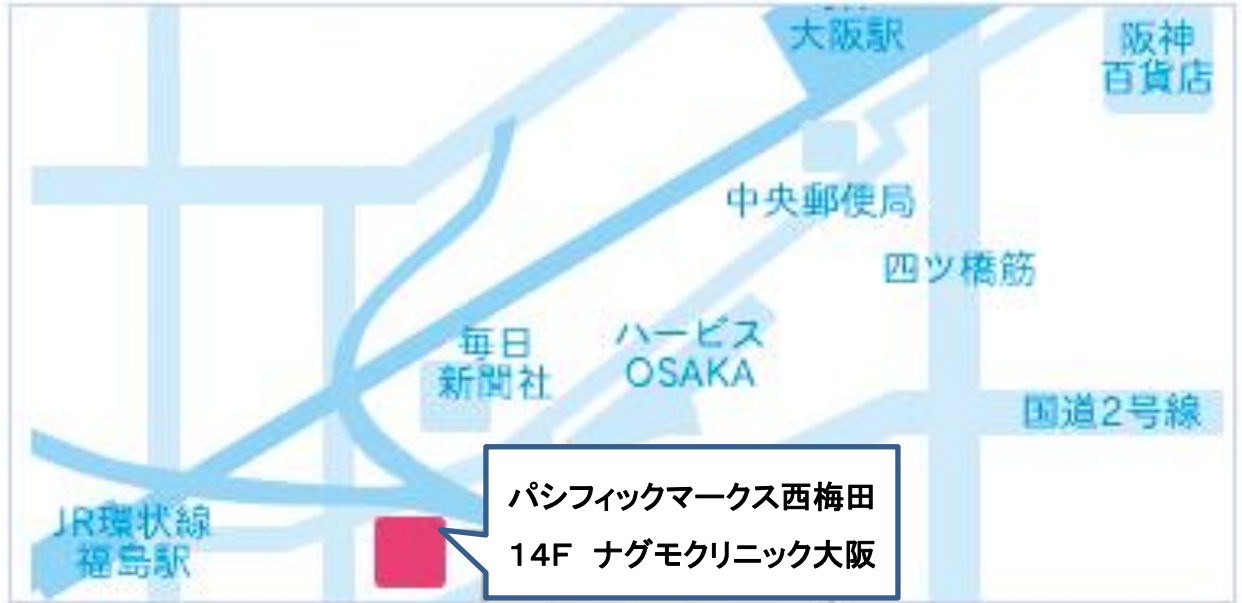 大阪駅
阪神
百貨店
中央郵便局
四ツ橋筋
毎日
新聞社
ハービス
OSAKA
国道2号線
パシフィックマークス西梅田
14F ナグモクリニック大阪
JR環状線
福島駅